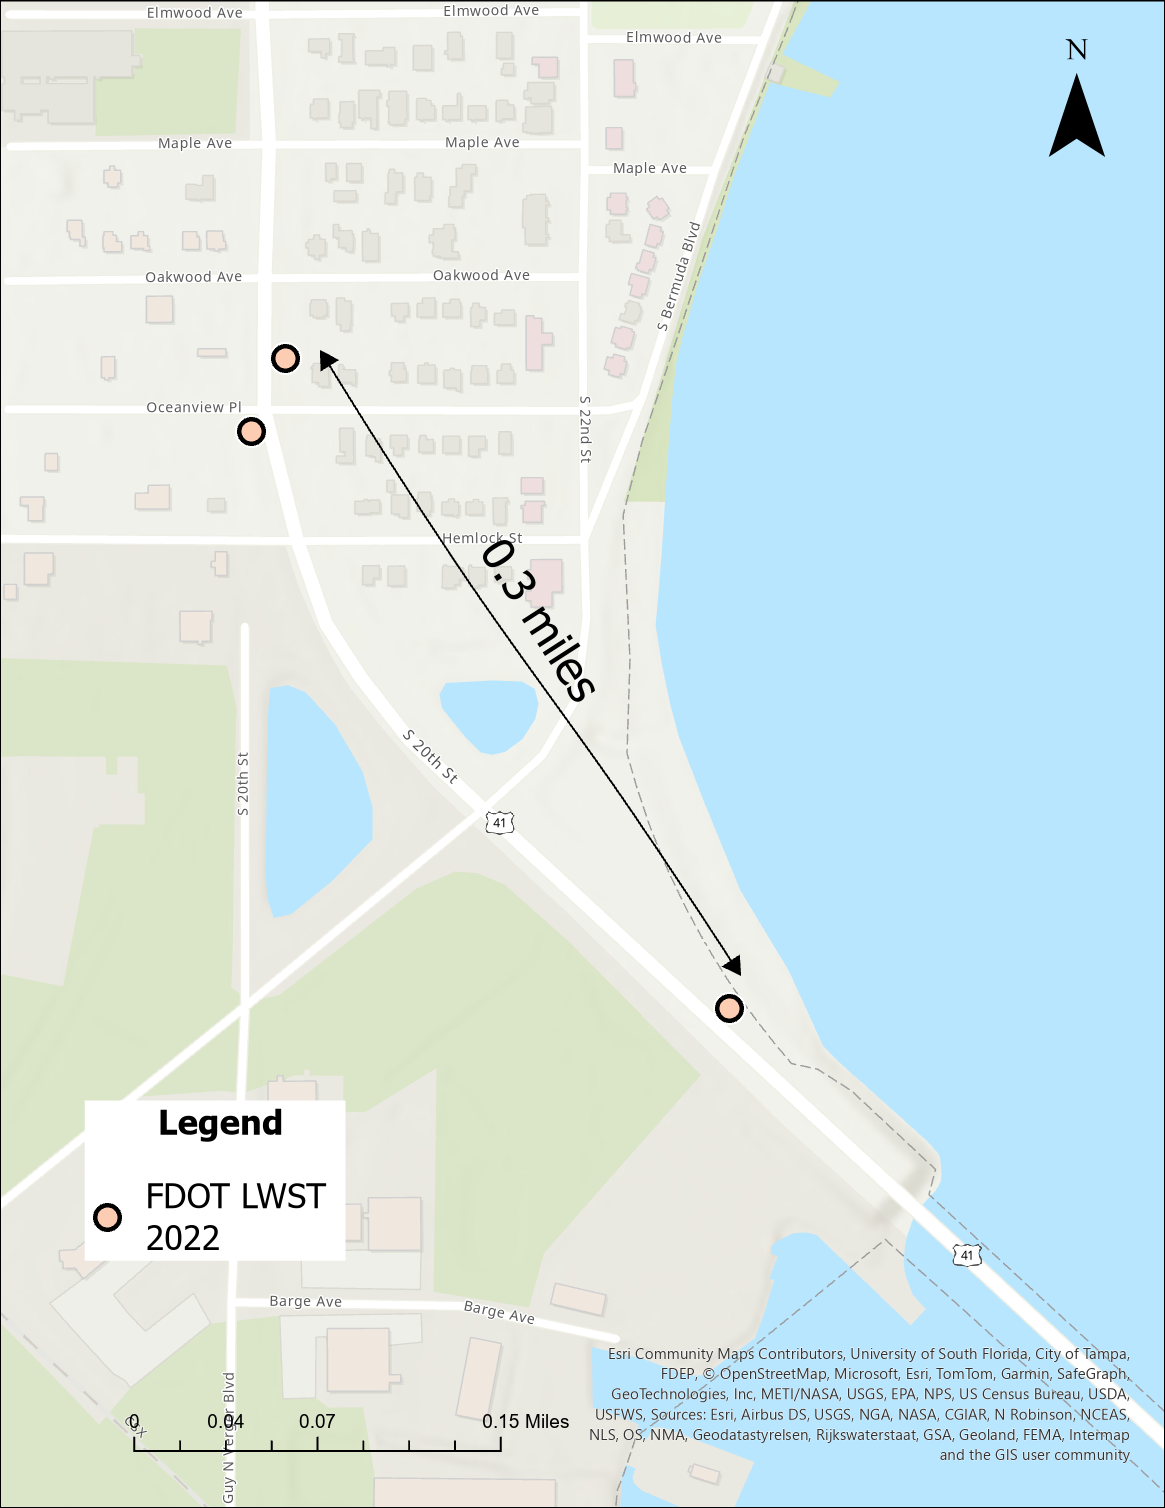 Elmwood Ave
Elmwood Ave
Elmwood Ave
N
Maple Ave
Maple Ave
Maple Ave
S Bermuda Blvd
Oakwood Ave
Oakwood Ave
Oceanview Pl
S 22nd St
Hemlock St
0.3 miles
S 20th St
S 20th St
41
Legend
FDOT LWST
2022
41
Barge Ave
Barge Ave
Guy N Verger Blvd
CSX
0 0.04 0.07 0.15 Miles
Esri Community Maps Contributors, University of South Florida, City of Tampa,
FDEP, © OpenStreetMap, Microsoft, Esri, TomTom, Garmin, SafeGraph,
GeoTechnologies, Inc, METI/NASA, USGS, EPA, NPS, US Census Bureau, USDA,
USFWS, Sources: Esri, Airbus DS, USGS, NGA, NASA, CGIAR, N Robinson, NCEAS,
NLS, OS, NMA, Geodatastyrelsen, Rijkswaterstaat, GSA, Geoland, FEMA, Intermap
and the GIS user community